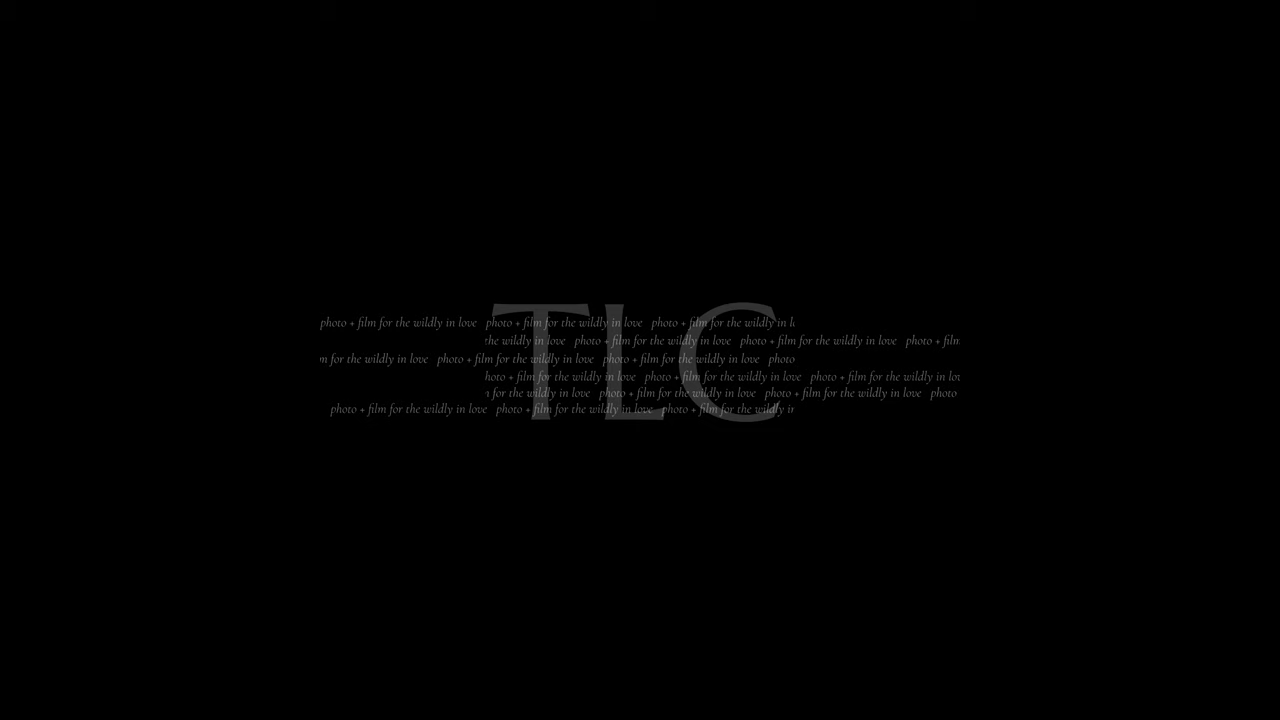 TLC
photo + film for the wildly in love photo + film for the wildly in love photo + film for the wildly in
the wildly in love photo + film for the wildly in love photo + film for the wildly in love photo + film
for the wildly in love photo + film for the wildly in love photo + film for the wildly in love photo
film for the wildly in love photo + film for the wildly in love photo + film for the wildly in
for the wildly in love photo + film for the wildly in love photo + film for the wildly in love photo
photo + film for the wildly in love photo + film for the wildly in love photo + film for the wildly in